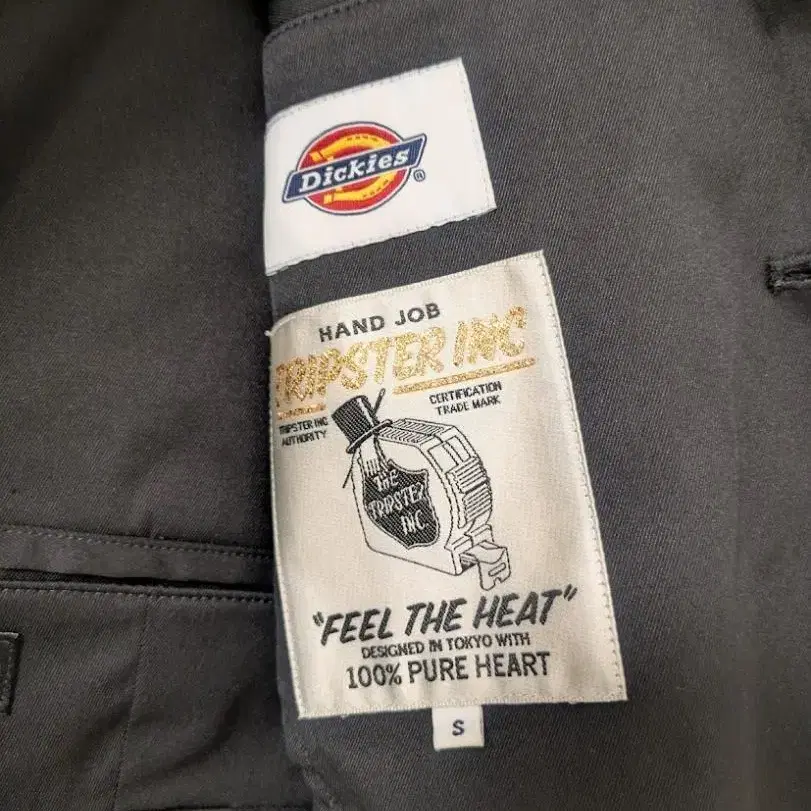 Dickies®
HAND JOB
TRIPSTER INC
TRIPSTER INC
AUTHORITY
CERTIFICATION
TRADE MARK
THE
TRIPSTER
INC.
"FEEL THE HEAT"
DESIGNED IN TOKYO WITH
100% PURE HEART
S